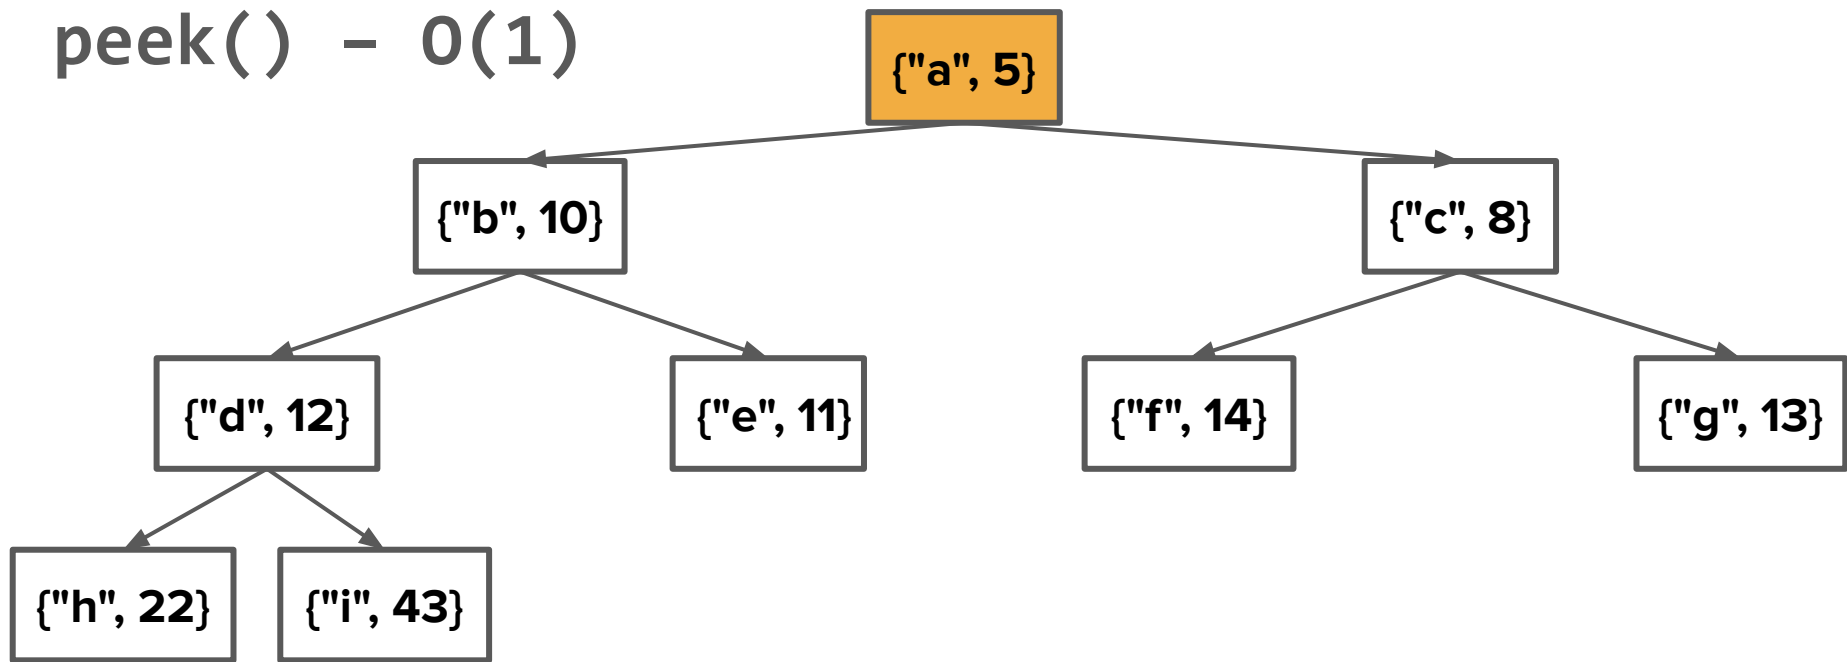 peek() - O(1)
{"a", 5}
{"b", 10}
{"c", 8}
{"d", 12}
{"e", 11}
{"f", 14}
{"g", 13}
{"h", 22}
{"i", 43}